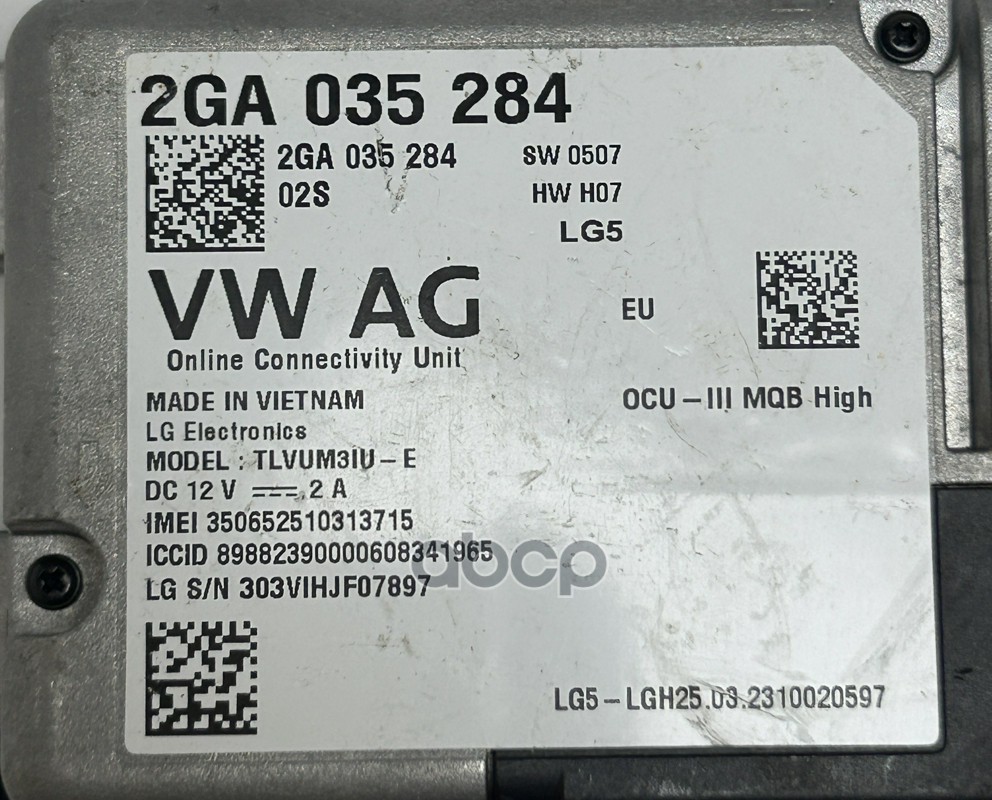 2GA 035 284
2GA 035 284 SW 0507
02S HW H07
LG5
VW AG EU
Online Connectivity Unit
MADE IN VIETNAM OCU-III MQB High
LG Electronics
MODEL : TLVUM3IU-E
DC 12 V ⎓ 2 A
IMEI 350652510313715
ICCID 89882390000608341965
abcp
LG S/N 303VIHJF07897
LG5-LGH25.03.2310020597